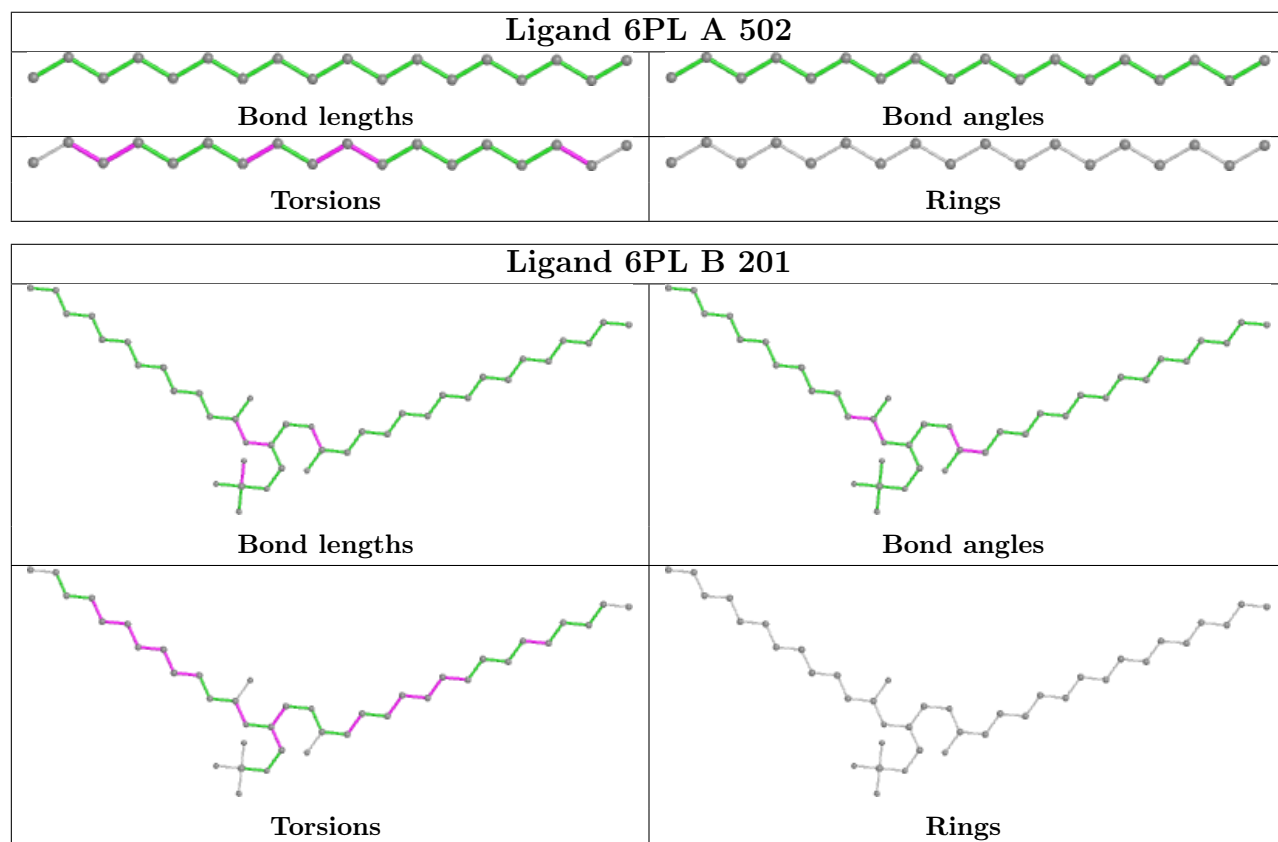 Ligand 6PL A 502
Bond lengths
Bond angles
Torsions
Rings
Ligand 6PL B 201
Bond lengths
Bond angles
Torsions
Rings